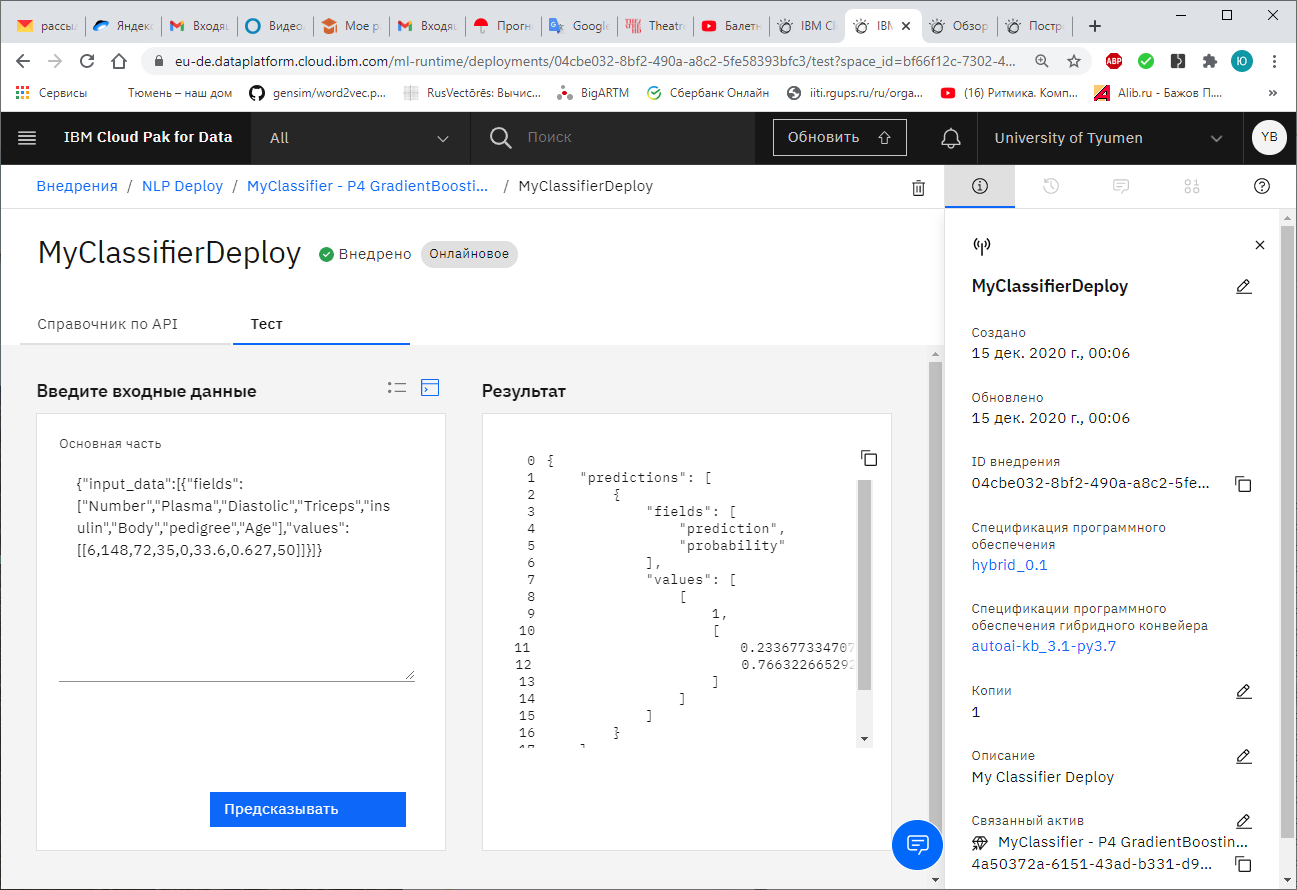 рассы
Яндекс
Входящ
Видео
Мое р
Входящ
Прогн
Google
Theatr
Балетн
IBM Cl
IBM
Обзор
Постр
eu-de.dataplatform.cloud.ibm.com/ml-runtime/deployments/04cbe032-8bf2-490a-a8c2-5fe58393bfc3/test?space_id=bf66f12c-7302-4...
ABP
Ю
Сервисы
Тюмень – наш дом
gensim/word2vec.p...
RusVectōrēs: Вычис...
BigARTM
Сбербанк Онлайн
iiti.rgups.ru/ru/orga...
(16) Ритмика. Комп...
Alib.ru - Бажов П....
»
IBM Cloud Pak for Data
All
Поиск
Обновить
University of Tyumen
YB
Внедрения / NLP Deploy / MyClassifier - P4 GradientBoosti... / MyClassifierDeploy
MyClassifierDeploy
Внедрено
Онлайновое
Справочник по API
Тест
Введите входные данные
Основная часть
{"input_data":[{"fields":
["Number","Plasma","Diastolic","Triceps","ins
ulin","Body","pedigree","Age"],"values":
[[6,148,72,35,0,33.6,0.627,50]]}]}
Предсказывать
Результат
0 {
1 "predictions": [
2 {
3 "fields": [
4 "prediction",
5 "probability"
6 ],
7 "values": [
8 [
9 1,
10 [
11 0.233677334707
12 0.766322665292
13 ]
14 ]
15 ]
16 }
17 ]
MyClassifierDeploy
Создано
15 дек. 2020 г., 00:06
Обновлено
15 дек. 2020 г., 00:06
ID внедрения
04cbe032-8bf2-490a-a8c2-5fe...
Спецификация программного
обеспечения
hybrid_0.1
Спецификации программного
обеспечения гибридного конвейера
autoai-kb_3.1-py3.7
Копии
1
Описание
My Classifier Deploy
Связанный актив
MyClassifier - P4 GradientBoostin...
4a50372a-6151-43ad-b331-d9...